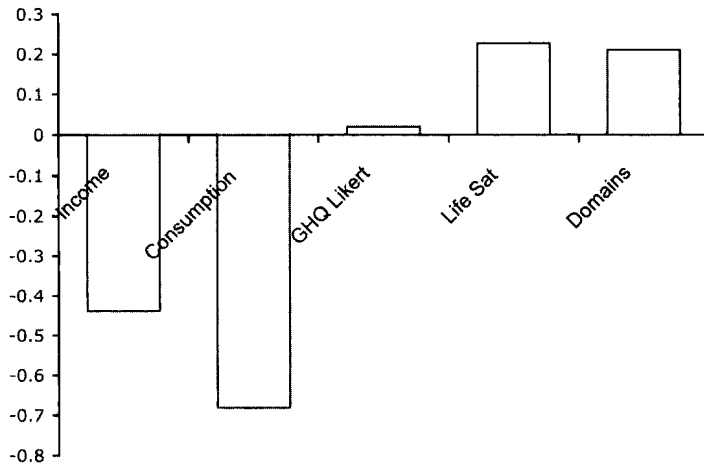 0.3
0.2
0.1
0
-0.1
-0.2
-0.3
-0.4
-0.5
-0.6
-0.7
-0.8
Income
Consumption
GHQ Likert
Life Sat
Domains